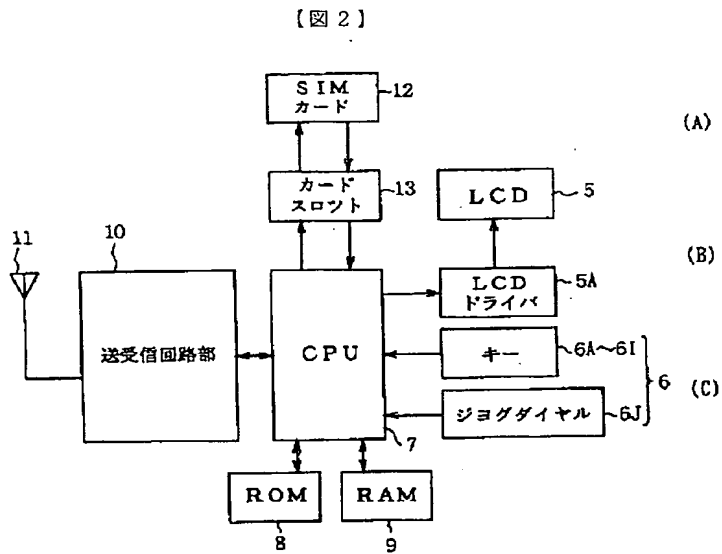 【図2】
SIM
カード
12
(A)
カード
スロツト
13
LCD
5
11
10
(B)
LCD
ドライバ
5A
送受信回路部
CPU
キー
6A~6I
6
(C)
ジヨグダイヤル
6J
7
ROM
RAM
8
9